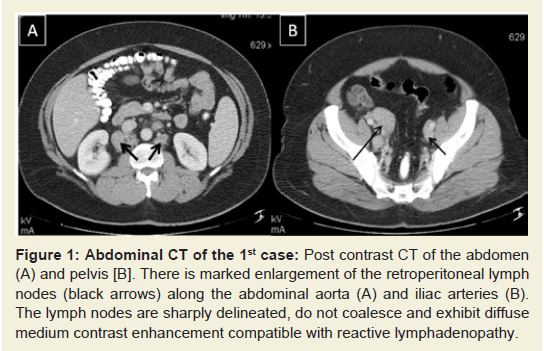 A
B
629
629
kV
mA
kV
mA
Figure 1: Abdominal CT of the 1st case: Post contrast CT of the abdomen
(A) and pelvis [B]. There is marked enlargement of the retroperitoneal lymph
nodes (black arrows) along the abdominal aorta (A) and iliac arteries (B).
The lymph nodes are sharply delineated, do not coalesce and exhibit diffuse
medium contrast enhancement compatible with reactive lymphadenopathy.